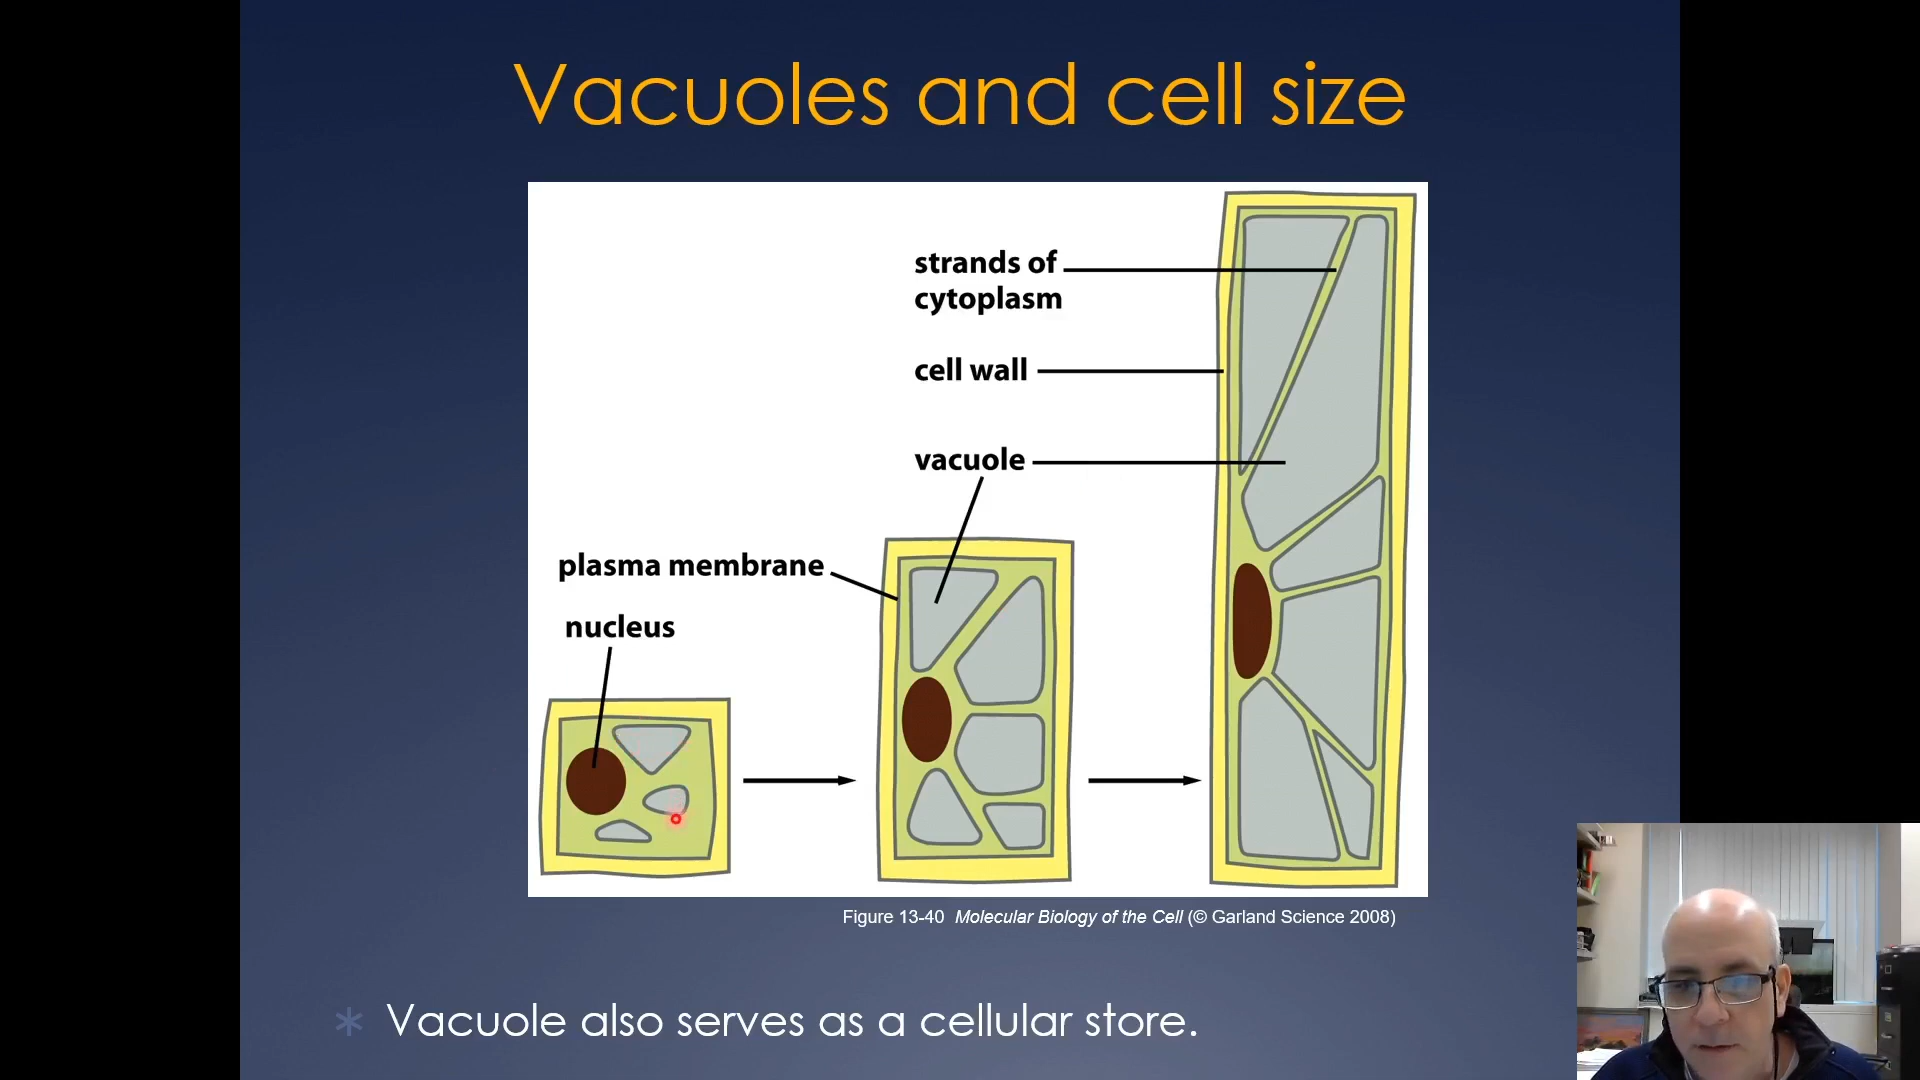 Vacuoles and cell size
strands of
cytoplasm
cell wall
vacuole
plasma membrane
nucleus
Figure 13-40 Molecular Biology of the Cell (© Garland Science 2008)
Vacuole also serves as a cellular store.